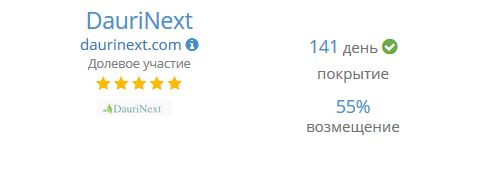 DauriNext
daurinext.com
Долевое участие
DauriNext
141 день
покрытие
55%
возмещение